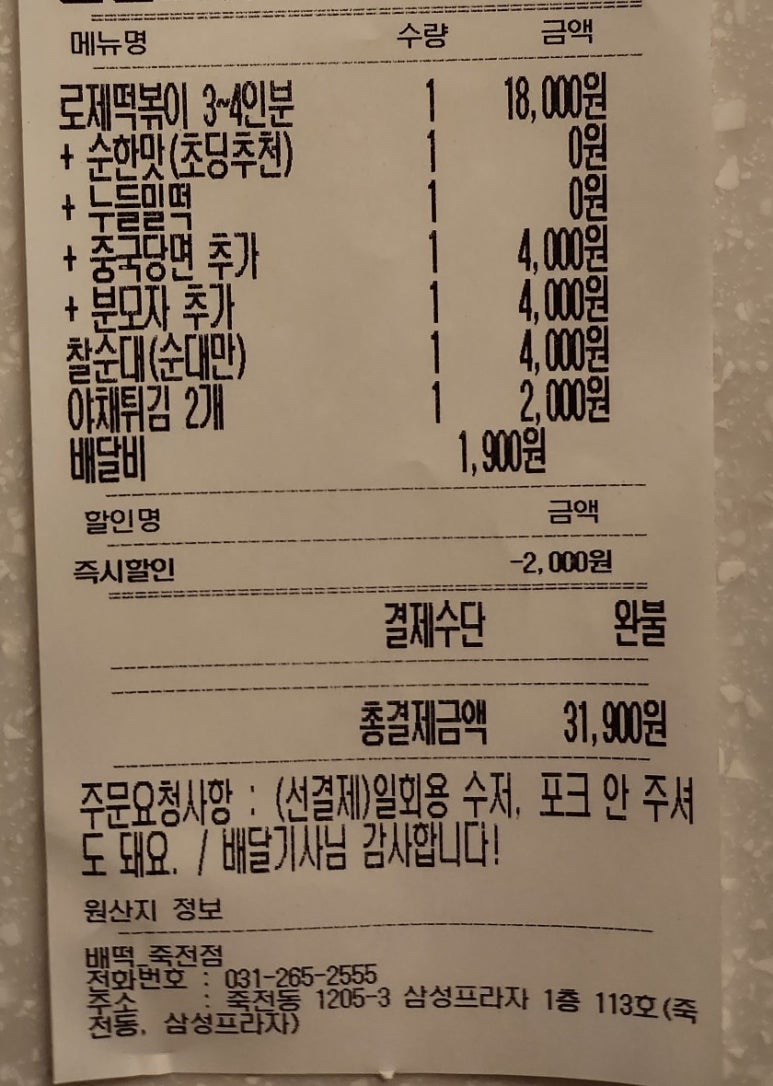 메뉴명 수량 금액
로제떡볶이 3~4인분 1 18,000원
+ 순한맛(초딩추천) 1 0원
+ 누들밀떡 1 0원
+ 중국당면 추가 1 4,000원
+ 분모자 추가 1 4,000원
찰순대(순대만) 1 4,000원
야채튀김 2개 1 2,000원
배달비 1,900원
할인명 금액
즉시할인 -2,000원
결제수단 완불
총결제금액 31,900원
주문요청사항 : (선결제)일회용 수저, 포크 안 주셔
도 돼요. / 배달기사님 감사합니다!
원산지 정보
배떡_죽전점
전화번호 : 031-265-2555
주소 : 죽전동 1205-3 삼성프라자 1층 113호(죽
전동, 삼성프라자)